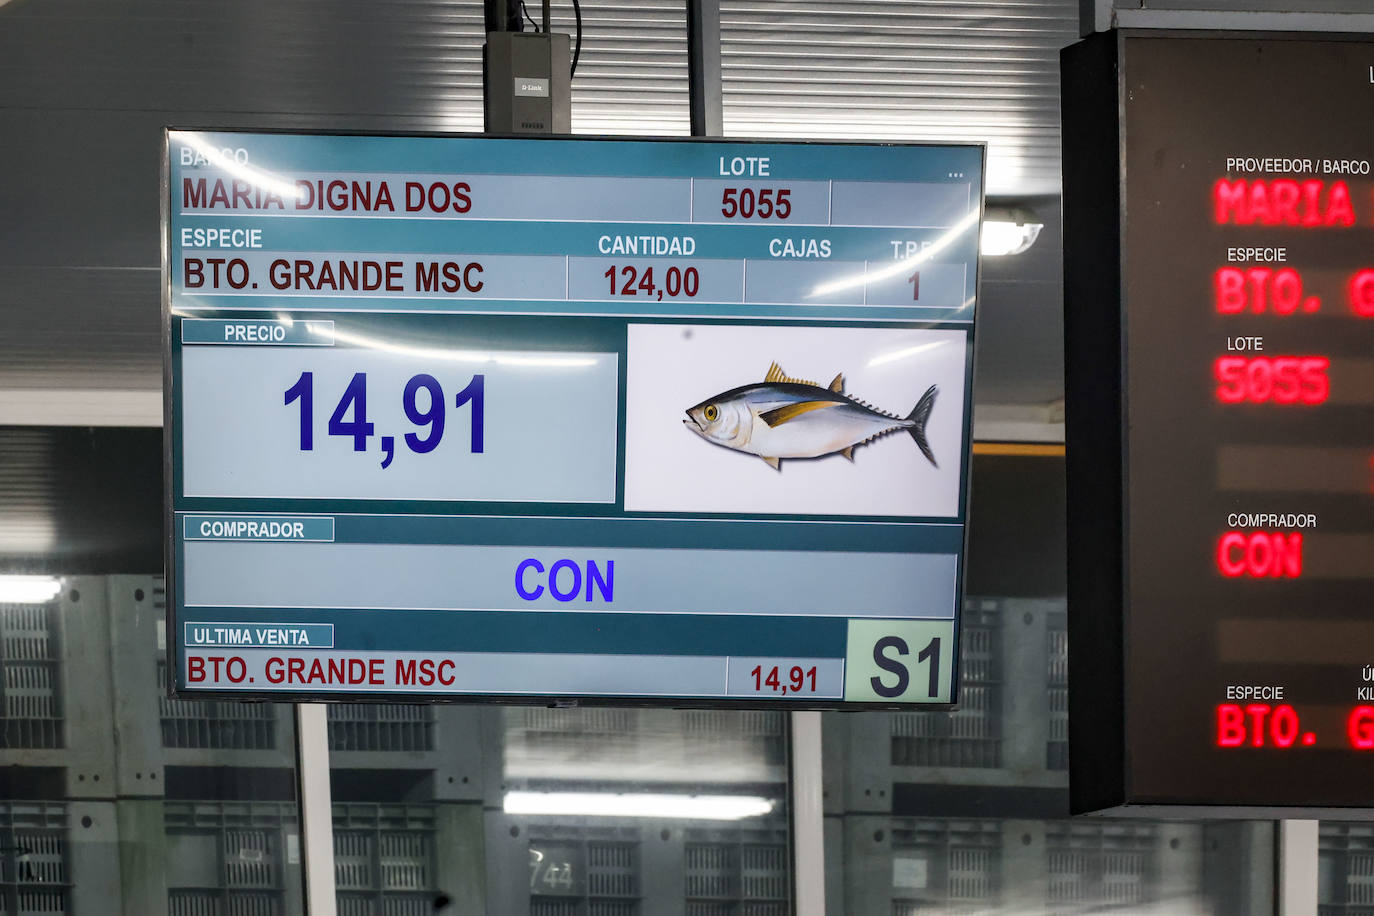 D-Link
BARCO LOTE ...
MARIA DIGNA DOS 5055
ESPECIE CANTIDAD CAJAS T.P.F.
BTO. GRANDE MSC 124,00 1
PRECIO
14,91
COMPRADOR
CON
ULTIMA VENTA
BTO. GRANDE MSC 14,91
S1
PROVEEDOR / BARCO
MARIA
ESPECIE
BTO. G
LOTE
5055
COMPRADOR
CON
ESPECIE
BTO. G
744